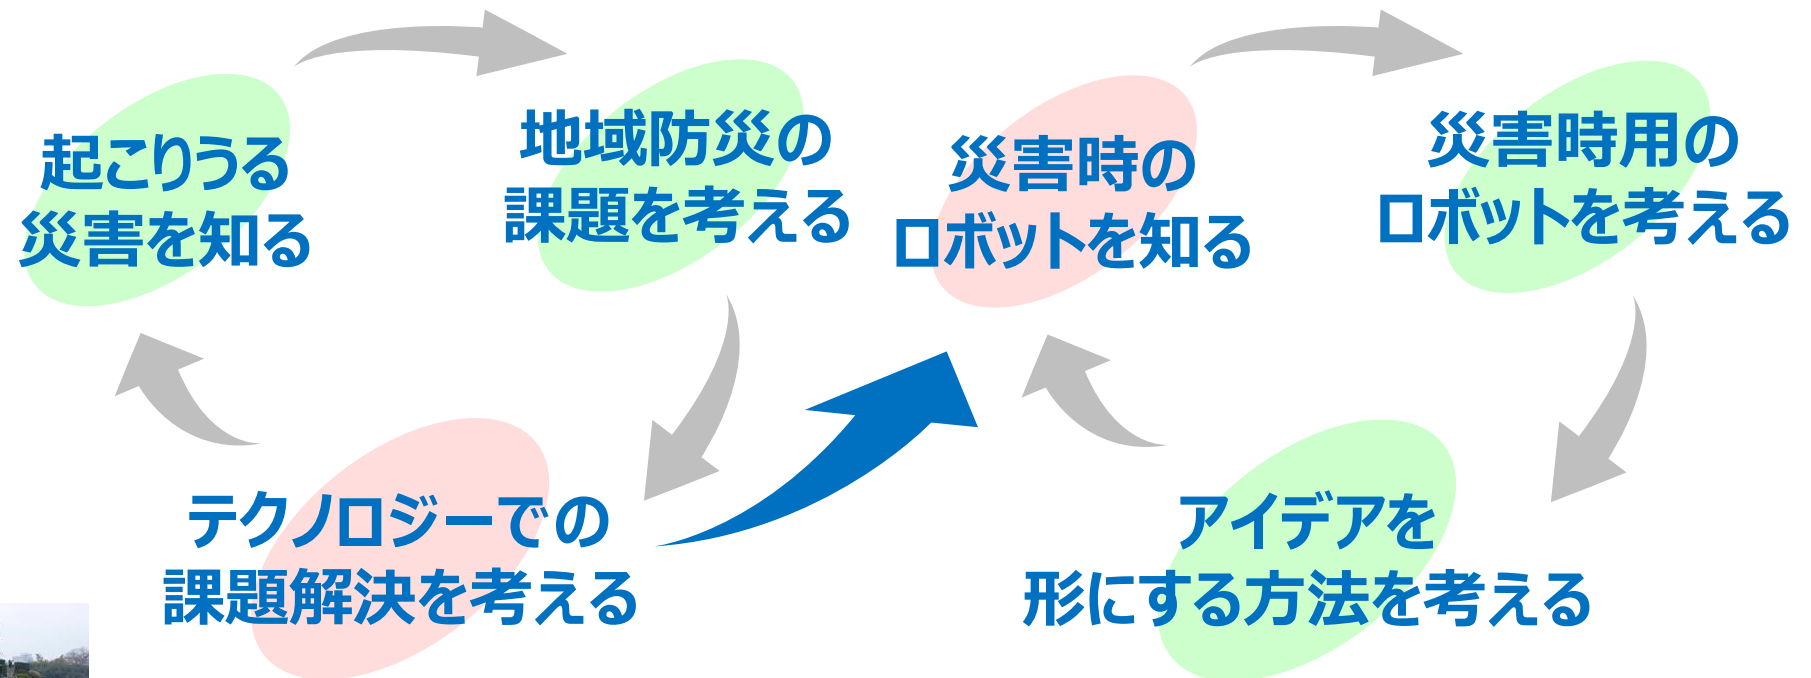 起こりうる
災害を知る
地域防災の
課題を考える
テクノロジーでの
課題解決を考える
災害時の
ロボットを知る
災害時用の
ロボットを考える
アイデアを
形にする方法を考える